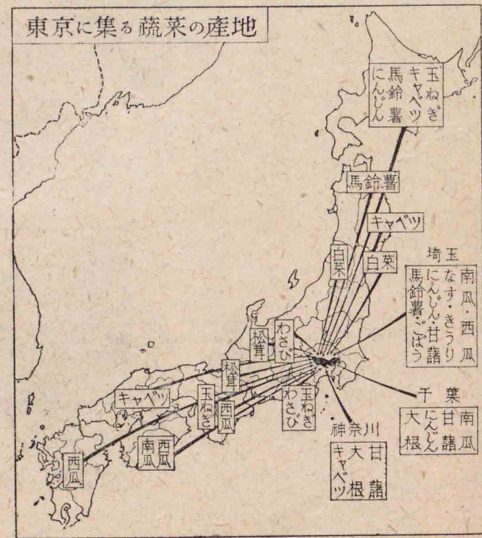 東京に集る蔬菜の產地
玉ねぎ
キャベツ
馬鈴薯
にんじん
馬鈴薯
キャベツ
白菜
白菜
埼玉
南瓜・西瓜
なす・きうり
にんじん・甘藷
馬鈴薯・ごぼう
わさび
松茸
松茸
千葉
南瓜
甘藷
にんじん
大根
キャベツ
玉ねぎ
西瓜
玉ねぎ
わさび
神奈川
甘藷
大根
キャベツ
西瓜
南瓜
西瓜